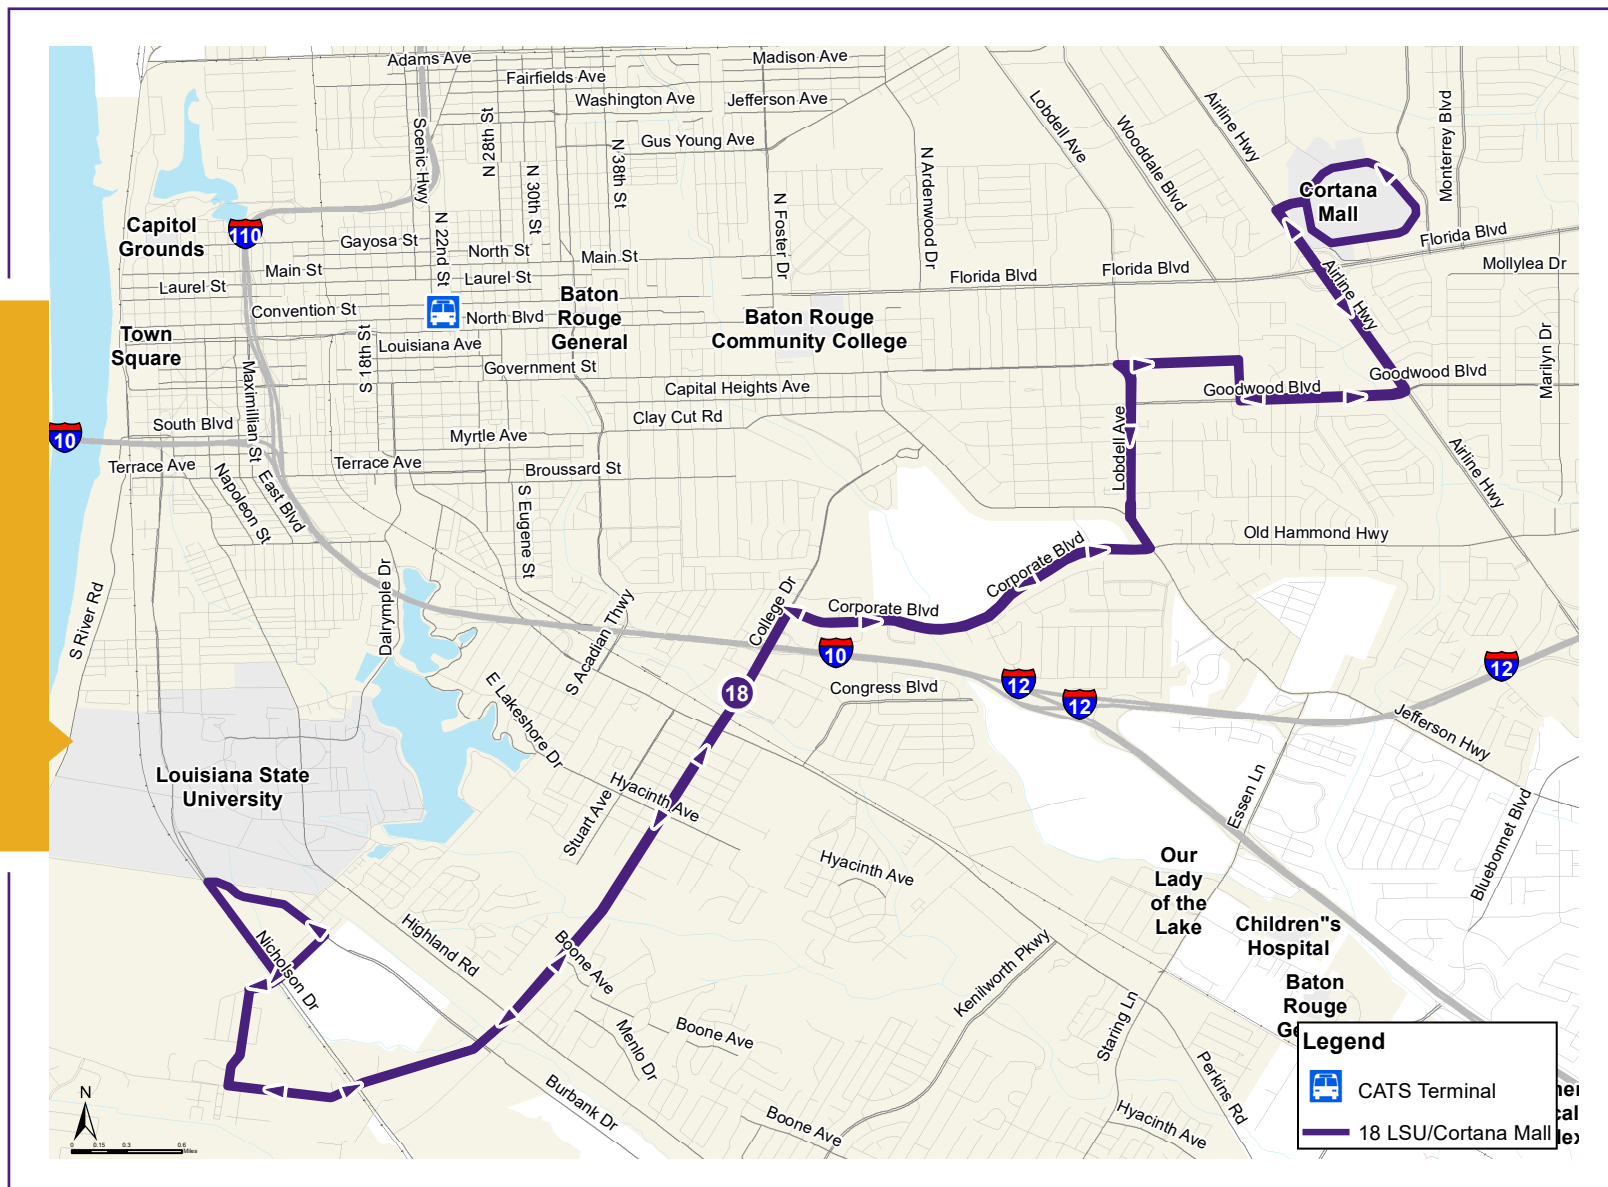 Adams Ave
Madison Ave
Fairfields Ave
Washington Ave
Jefferson Ave
Gus Young Ave
Scenic Hwy
N 28th St
N 30th St
N 38th St
N 22nd St
N Foster Dr
N Ardenwood Dr
Lobdell Ave
Wooddale Blvd
Airline Hwy
Monterrey Blvd
Cortana
Mall
Capitol
Grounds
110
Gayosa St
North St
Main St
Main St
Laurel St
Laurel St
Convention St
North Blvd
Louisiana Ave
Florida Blvd
Florida Blvd
Florida Blvd
Mollylea Dr
Airline Hwy
Marilyn Dr
Baton
Rouge
General
Baton Rouge
Community College
Town
Square
S 18th St
Maximillian St
Government St
Capital Heights Ave
Clay Cut Rd
Goodwood Blvd
Goodwood Blvd
Lobdell Ave
10
South Blvd
Myrtle Ave
Terrace Ave
Terrace Ave
Broussard St
Napoleon St
East Blvd
S Eugene St
Airline Hwy
Old Hammond Hwy
S River Rd
Dalrymple Dr
S Acadian Thwy
College Dr
Corporate Blvd
Corporate Blvd
10
12
12
12
Congress Blvd
18
E Lakeshore Dr
Jefferson Hwy
Louisiana State
University
Hyacinth Ave
Stuart Ave
Essen Ln
Bluebonnet Blvd
Hyacinth Ave
Our
Lady
of the
Lake
Children"s
Hospital
Baton
Rouge
Ge
Highland Rd
Nicholson Dr
Boone Ave
Kenilworth Pkwy
Boone Ave
Menlo Dr
Staring Ln
Perkins Rd
Burbank Dr
Boone Ave
Hyacinth Ave
N
0 0.15 0.3 0.6
Miles
Legend
CATS Terminal
18 LSU/Cortana Mall